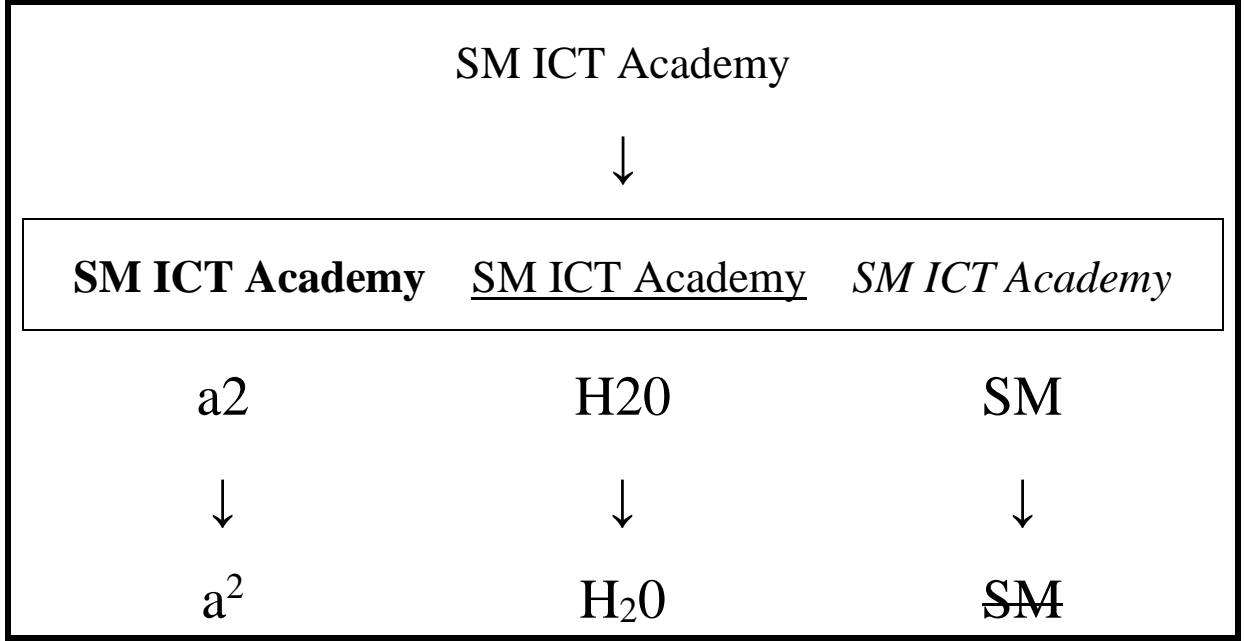 SM ICT Academy
↓
SM ICT Academy SM ICT Academy SM ICT Academy
a2 H20 SM
↓ ↓ ↓
a² H₂0 SM